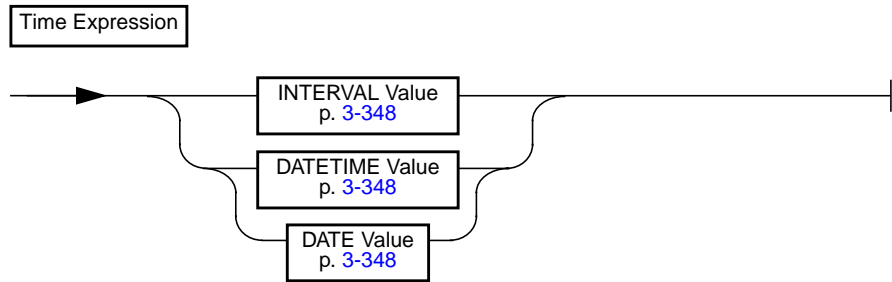 Time Expression
INTERVAL Value
p. 3-348
DATETIME Value
p. 3-348
DATE Value
p. 3-348